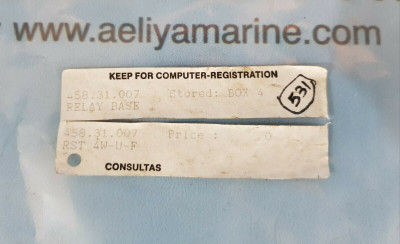 www.aeliyamarine.com
KEEP FOR COMPUTER-REGISTRATION
458.31.007 Stored: BOX 4
RELAY BASE
531
458.31.007 Price : .0
RST 4W-U-F
CONSULTAS